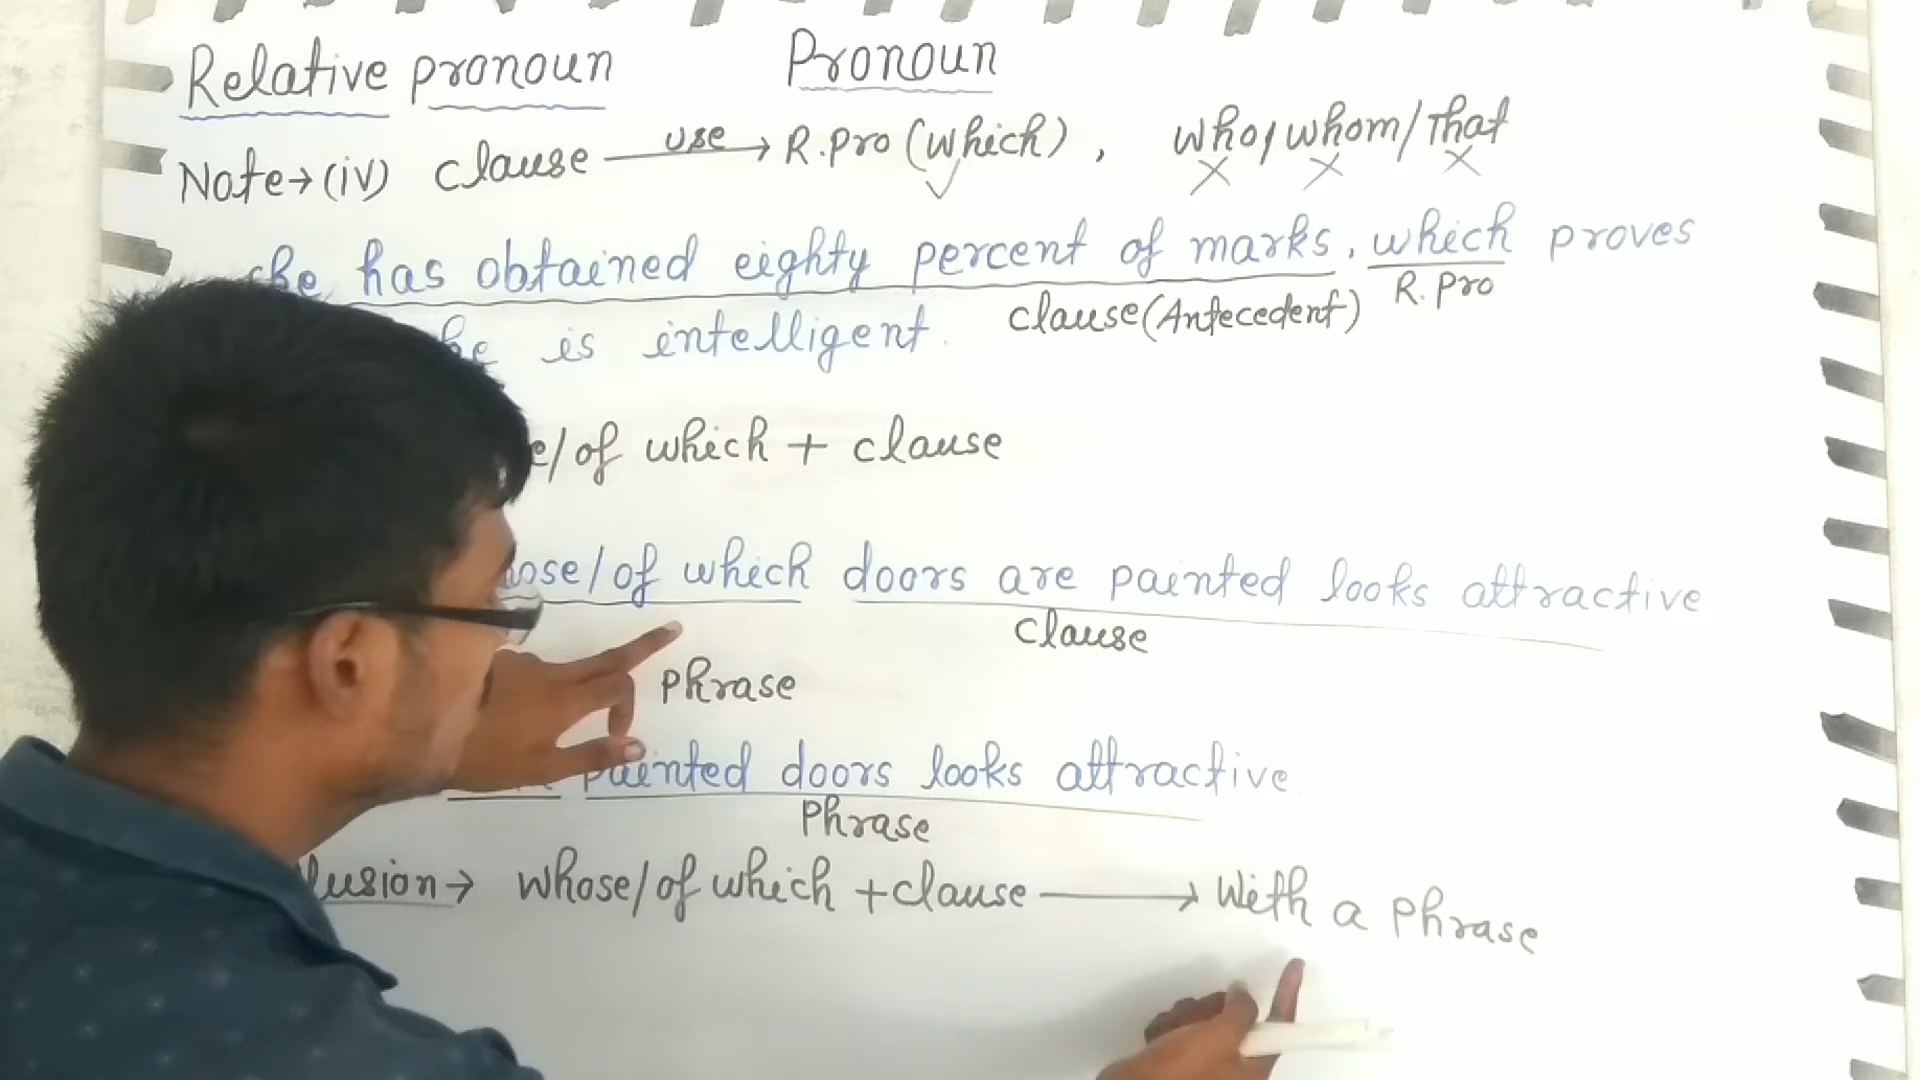 Relative pronoun Pronoun
Note→(iv) clause use → R.Pro (which), who/whom/That
has obtained eighty percent of marks, which proves
clause(Antecedent) R.Pro
is intelligent.
/of which + clause
/of which doors are painted looks attractive
clause
Phrase
painted doors looks attractive
Phrase
→ whose/of which +clause → With a Phrase